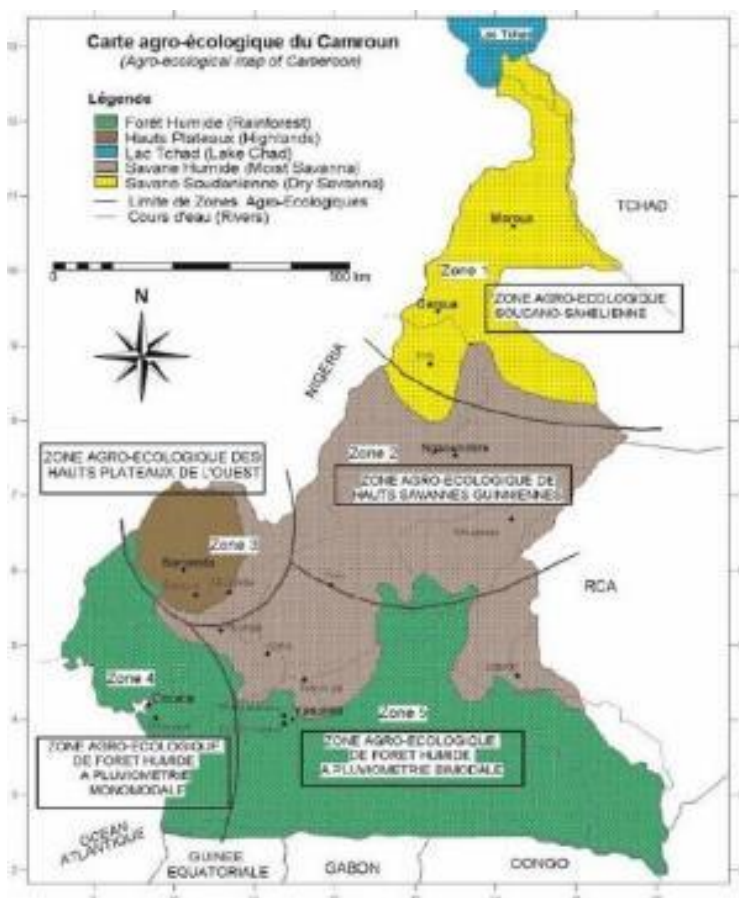 Carte agro-écologique du Camroun
(Agro-ecological map of Cameroon)
Légende
Forêt Humide (Rainforest)
Hauts Plateaux (Highlands)
Lac Tchad (Lake Chad)
Savane Humide (Moist Savanna)
Savane Soudanienne (Dry Savanna)
Limite de Zones Agro-Ecologiques
Cours d'eau (Rivers)
0
500 km
N
Lac Tchad
TCHAD
Maroua
Zone 1
Garoua
ZONE AGRO-ECOLOGIQUE
SOUDANO-SAHELIENNE
NIGERIA
Zone 2
Ngaoundéré
ZONE AGRO-ECOLOGIQUE DES
HAUTS PLATEAUX DE L'OUEST
ZONE AGRO-ECOLOGIQUE DE
HAUTS SAVANNES GUINNIENNES
Zone 3
Bamenda
RCA
Zone 4
Douala
Zone 5
Yaoundé
ZONE AGRO-ECOLOGIQUE
DE FORET HUMIDE
A PLUVIOMETRIE
MONOMODALE
ZONE AGRO-ECOLOGIQUE
DE FORET HUMIDE
A PLUVIOMETRIE BIMODALE
OCEAN
ATLANTIQUE
GUINEE
EQUATORIALE
GABON
CONGO